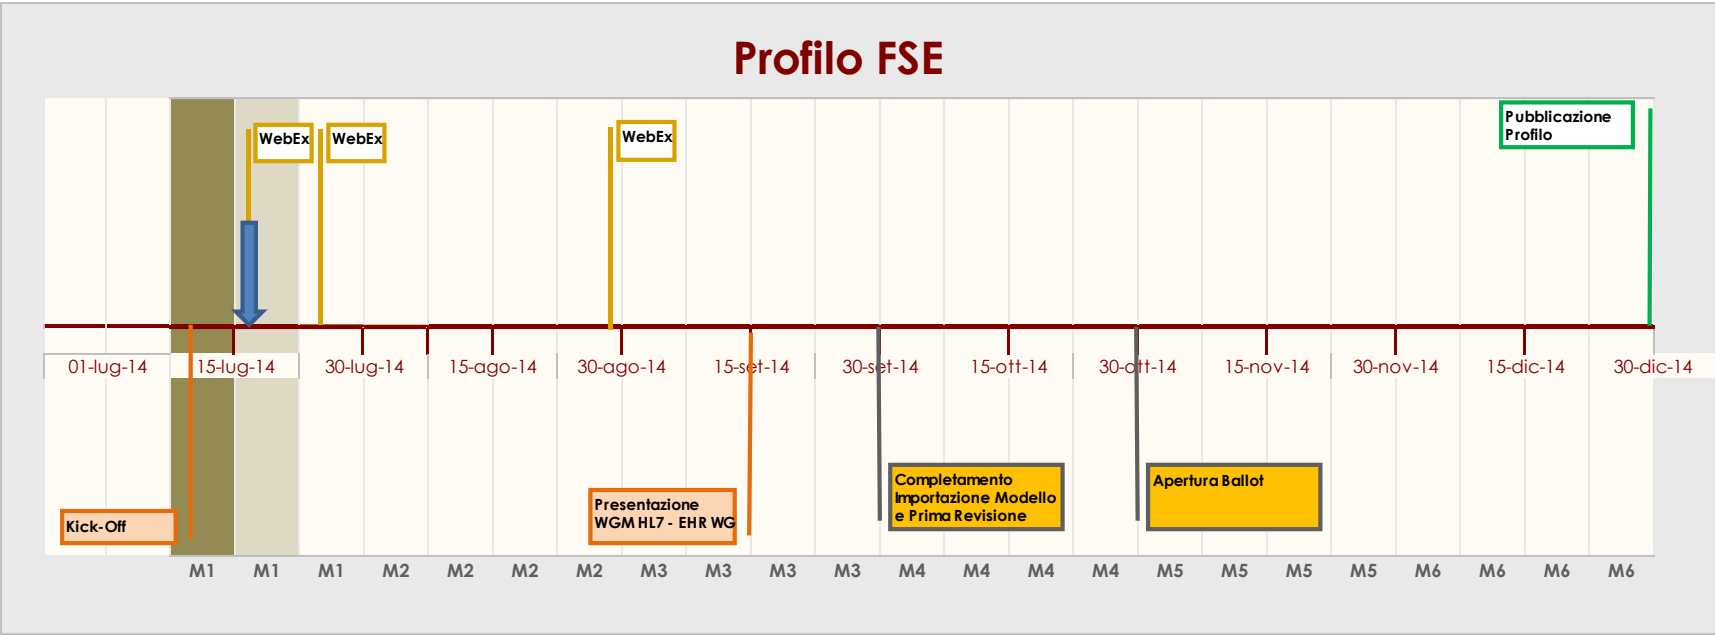 Profilo FSE
WebEx
WebEx
WebEx
Pubblicazione
Profilo
01-lug-14
15-lug-14
30-lug-14
15-ago-14
30-ago-14
15-set-14
30-set-14
15-ott-14
30-ott-14
15-nov-14
30-nov-14
15-dic-14
30-dic-14
Kick-Off
Presentazione
WGM HL7 - EHR WG
Completamento
Importazione Modello
e Prima Revisione
Apertura Ballot
M1
M1
M1
M2
M2
M2
M2
M3
M3
M3
M3
M4
M4
M4
M4
M5
M5
M5
M5
M6
M6
M6
M6